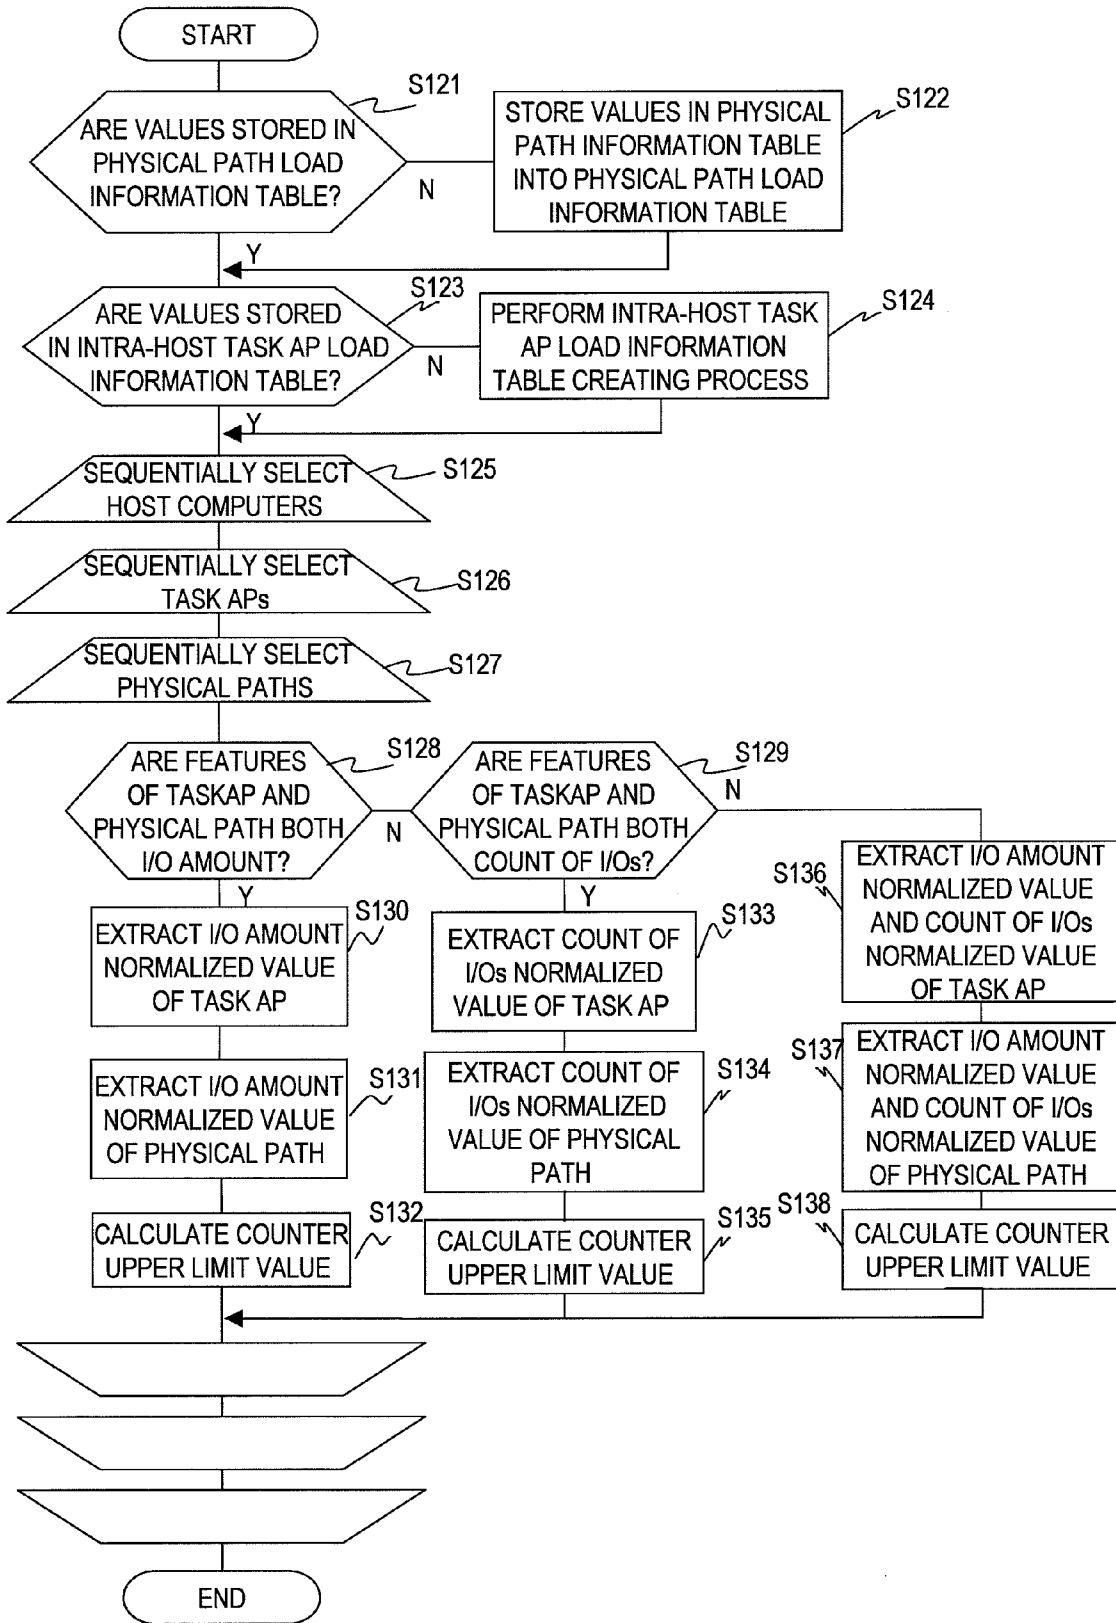 START
S121
ARE VALUES STORED IN
PHYSICAL PATH LOAD
INFORMATION TABLE?
N
Y
S122
STORE VALUES IN PHYSICAL
PATH INFORMATION TABLE
INTO PHYSICAL PATH LOAD
INFORMATION TABLE
S123
ARE VALUES STORED
IN INTRA-HOST TASK AP LOAD
INFORMATION TABLE?
N
Y
S124
PERFORM INTRA-HOST TASK
AP LOAD INFORMATION
TABLE CREATING PROCESS
SEQUENTIALLY SELECT
HOST COMPUTERS
S125
SEQUENTIALLY SELECT
TASK APs
S126
SEQUENTIALLY SELECT
PHYSICAL PATHS
S127
S128
ARE FEATURES
OF TASKAP AND
PHYSICAL PATH BOTH
I/O AMOUNT?
N
Y
S129
ARE FEATURES
OF TASKAP AND
PHYSICAL PATH BOTH
COUNT OF I/Os?
N
Y
S130
EXTRACT I/O AMOUNT
NORMALIZED VALUE
OF TASK AP
S131
EXTRACT I/O AMOUNT
NORMALIZED VALUE
OF PHYSICAL PATH
S132
CALCULATE COUNTER
UPPER LIMIT VALUE
S133
EXTRACT COUNT OF
I/Os NORMALIZED
VALUE OF TASK AP
S134
EXTRACT COUNT OF
I/Os NORMALIZED
VALUE OF PHYSICAL
PATH
S135
CALCULATE COUNTER
UPPER LIMIT VALUE
S136
EXTRACT I/O AMOUNT
NORMALIZED VALUE
AND COUNT OF I/Os
NORMALIZED VALUE
OF TASK AP
S137
EXTRACT I/O AMOUNT
NORMALIZED VALUE
AND COUNT OF I/Os
NORMALIZED VALUE
OF PHYSICAL PATH
S138
CALCULATE COUNTER
UPPER LIMIT VALUE
END